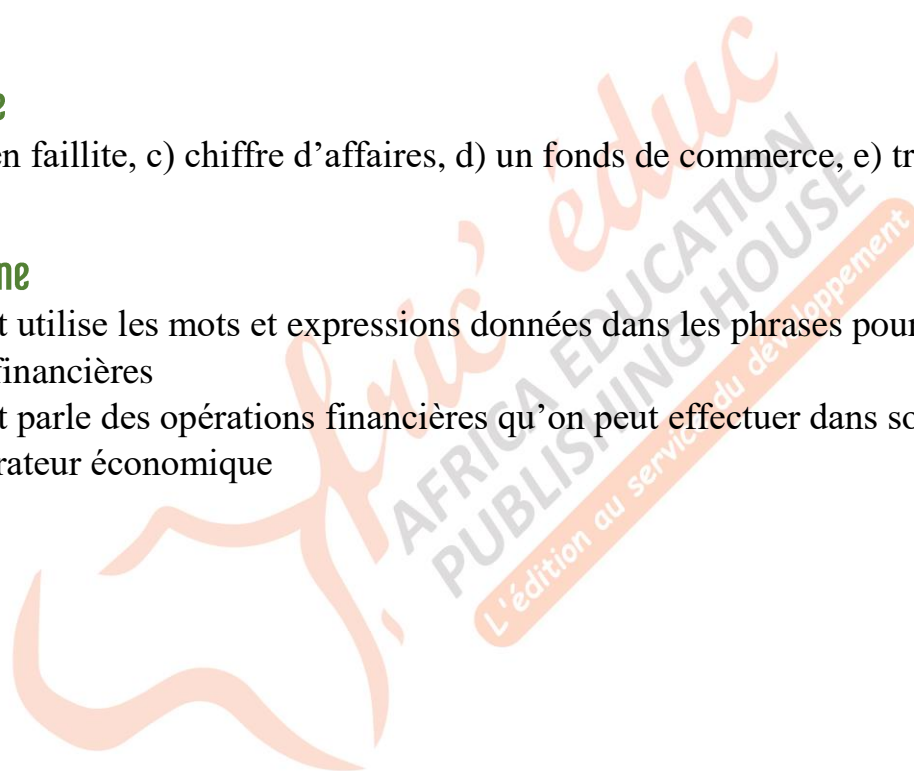 e
en faillite, c) chiffre d'affaires, d) un fonds de commerce, e) tr
ne
t utilise les mots et expressions données dans les phrases pour
financières
t parle des opérations financières qu'on peut effectuer dans so
rateur économique
fric' éduc
AFRICA EDUCATION
PUBLISHING HOUSE
L'édition au service du développement